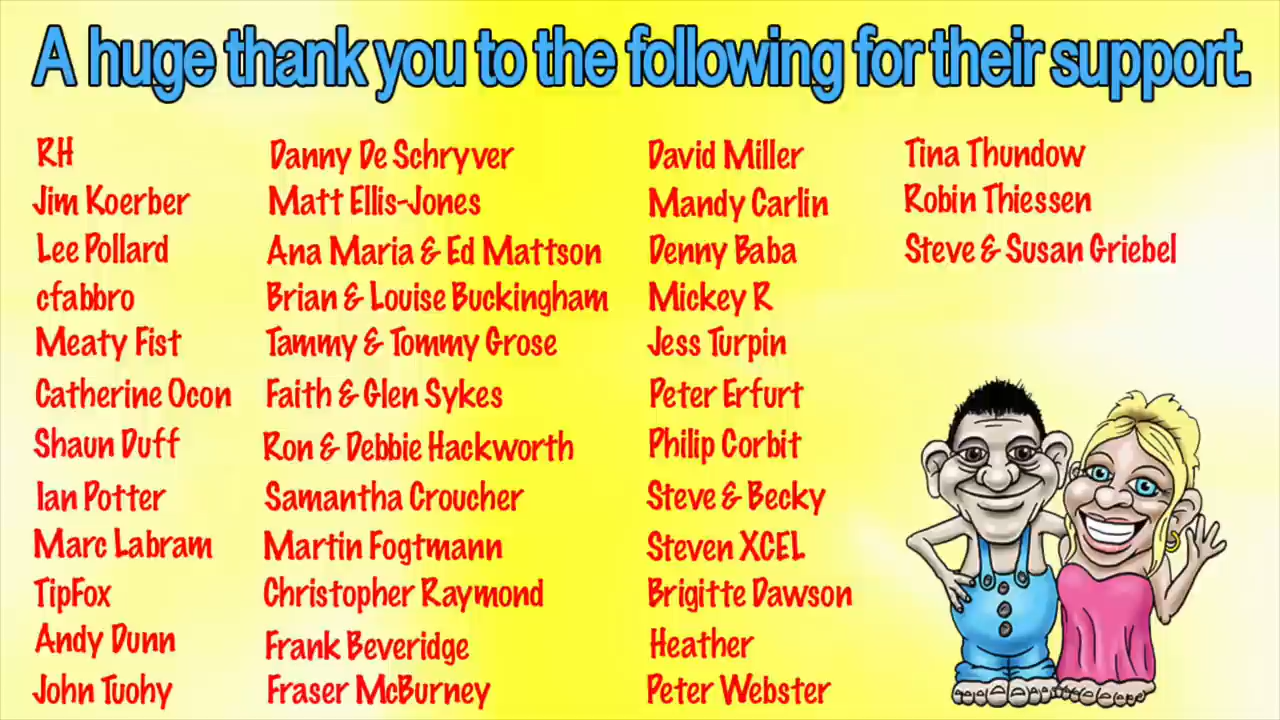 A huge thank you to the following for their support.
RH
Jim Koerber
Lee Pollard
cfabbro
Meaty Fist
Catherine Ocon
Shaun Duff
Ian Potter
Marc Labram
TipFox
Andy Dunn
John Tuohy
Danny De Schryver
Matt Ellis-Jones
Ana Maria & Ed Mattson
Brian & Louise Buckingham
Tammy & Tommy Grose
Faith & Glen Sykes
Ron & Debbie Hackworth
Samantha Croucher
Martin Fogtmann
Christopher Raymond
Frank Beveridge
Fraser McBurney
David Miller
Mandy Carlin
Denny Baba
Mickey R
Jess Turpin
Peter Erfurt
Philip Corbit
Steve & Becky
Steven XCEL
Brigitte Dawson
Heather
Peter Webster
Tina Thundow
Robin Thiessen
Steve & Susan Griebel